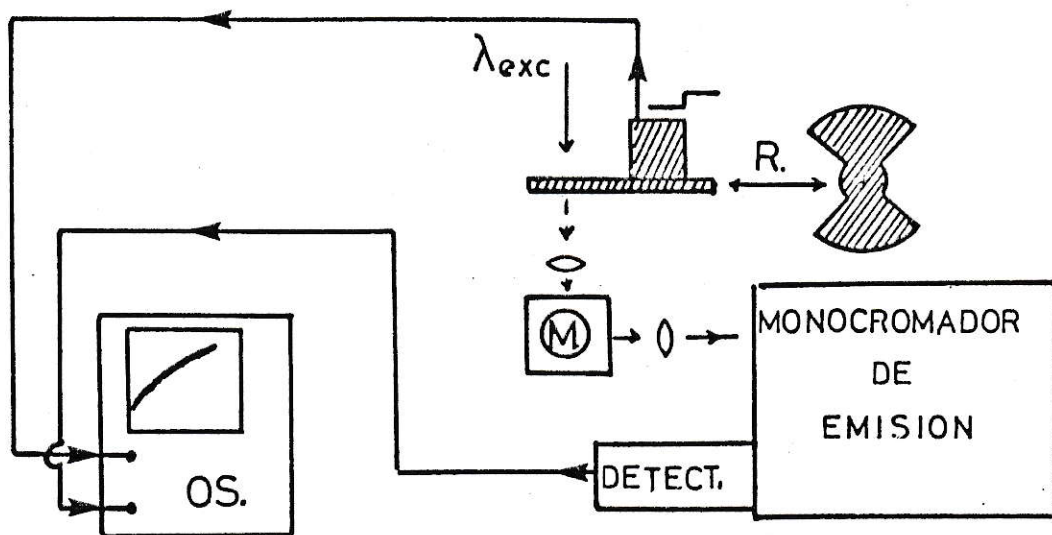 λexc
R.
M
MONOCROMADOR
DE
EMISION
DETECT.
OS.